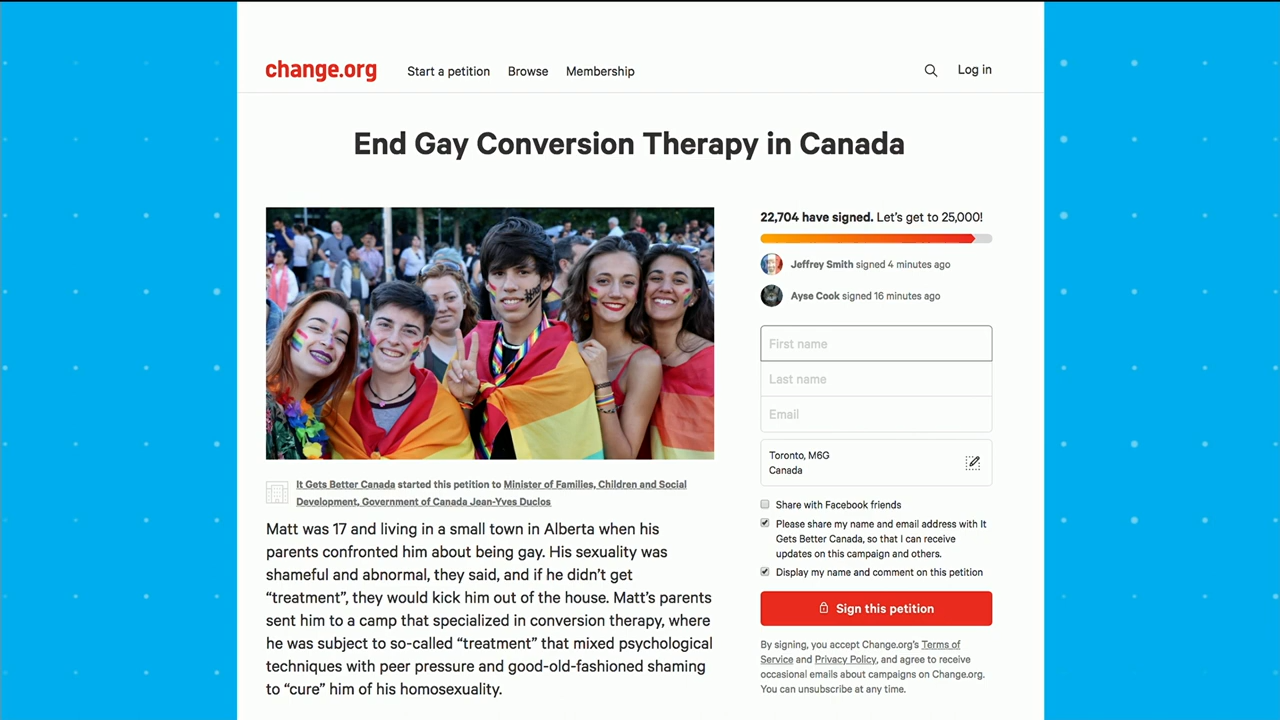 change.org
Start a petition
Browse
Membership
Log in
End Gay Conversion Therapy in Canada
22,704 have signed. Let's get to 25,000!
Jeffrey Smith signed 4 minutes ago
Ayse Cook signed 16 minutes ago
First name
Last name
Email
Toronto, M6G
Canada
Share with Facebook friends
Please share my name and email address with It
Gets Better Canada, so that I can receive
updates on this campaign and others.
Display my name and comment on this petition
Sign this petition
By signing, you accept Change.org's Terms of
Service and Privacy Policy, and agree to receive
occasional emails about campaigns on Change.org.
You can unsubscribe at any time.
It Gets Better Canada started this petition to Minister of Families, Children and Social
Development, Government of Canada Jean-Yves Duclos
Matt was 17 and living in a small town in Alberta when his
parents confronted him about being gay. His sexuality was
shameful and abnormal, they said, and if he didn't get
“treatment”, they would kick him out of the house. Matt's parents
sent him to a camp that specialized in conversion therapy, where
he was subject to so-called “treatment” that mixed psychological
techniques with peer pressure and good-old-fashioned shaming
to “cure” him of his homosexuality.